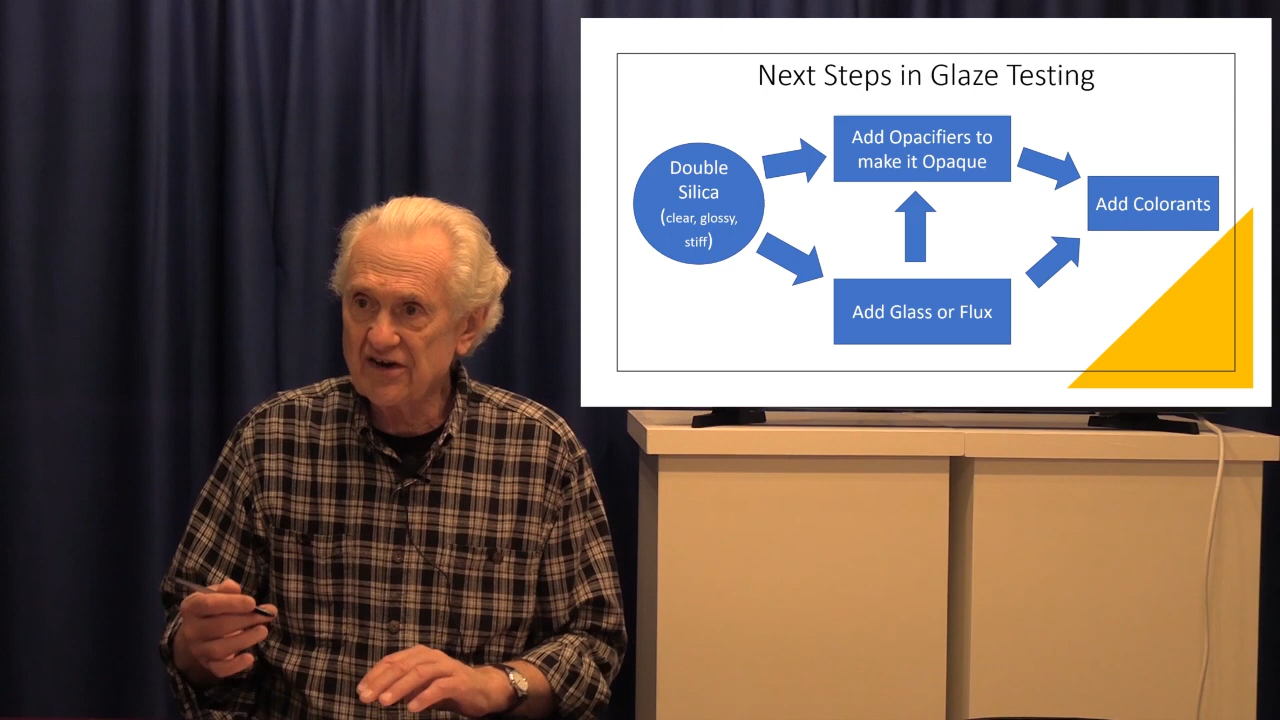 Next Steps in Glaze Testing
Double
Silica
(clear, glossy,
stiff)
Add Opacifiers to
make it Opaque
Add Glass or Flux
Add Colorants